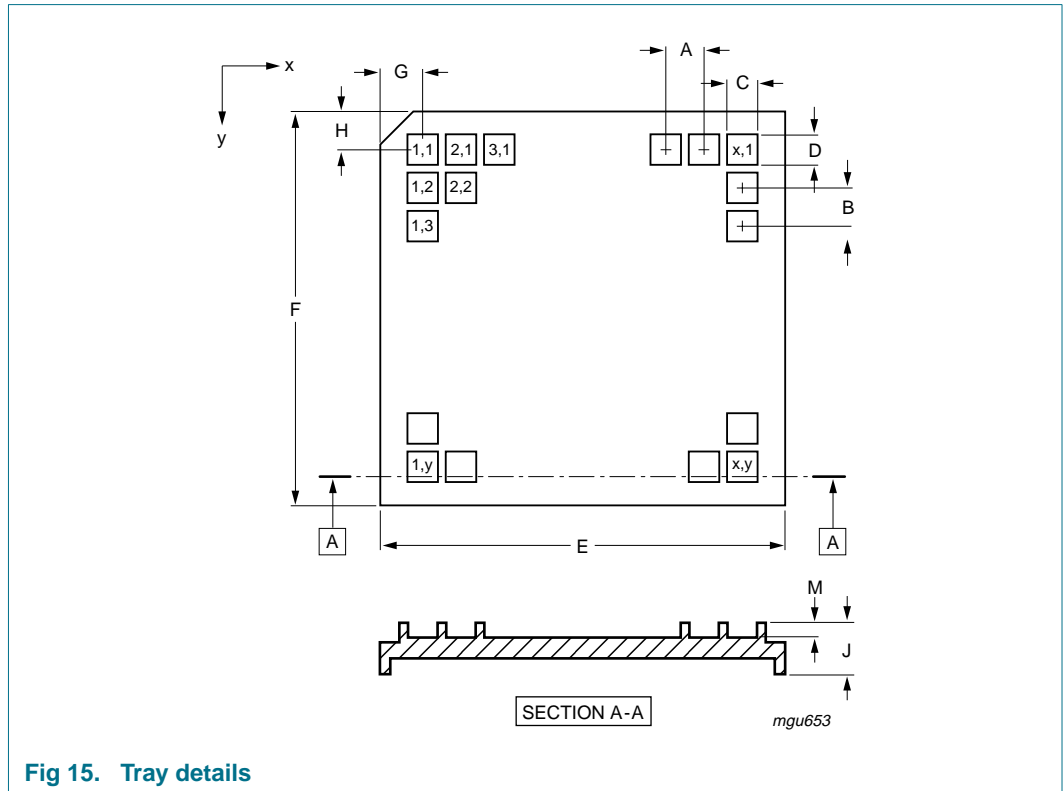 x
y
G
A
C
H
D
B
1,1 2,1 3,1
x,1
1,2 2,2
1,3
F
1,y
x,y
A
A
E
M
J
SECTION A-A
mgu653
Fig 15. Tray details